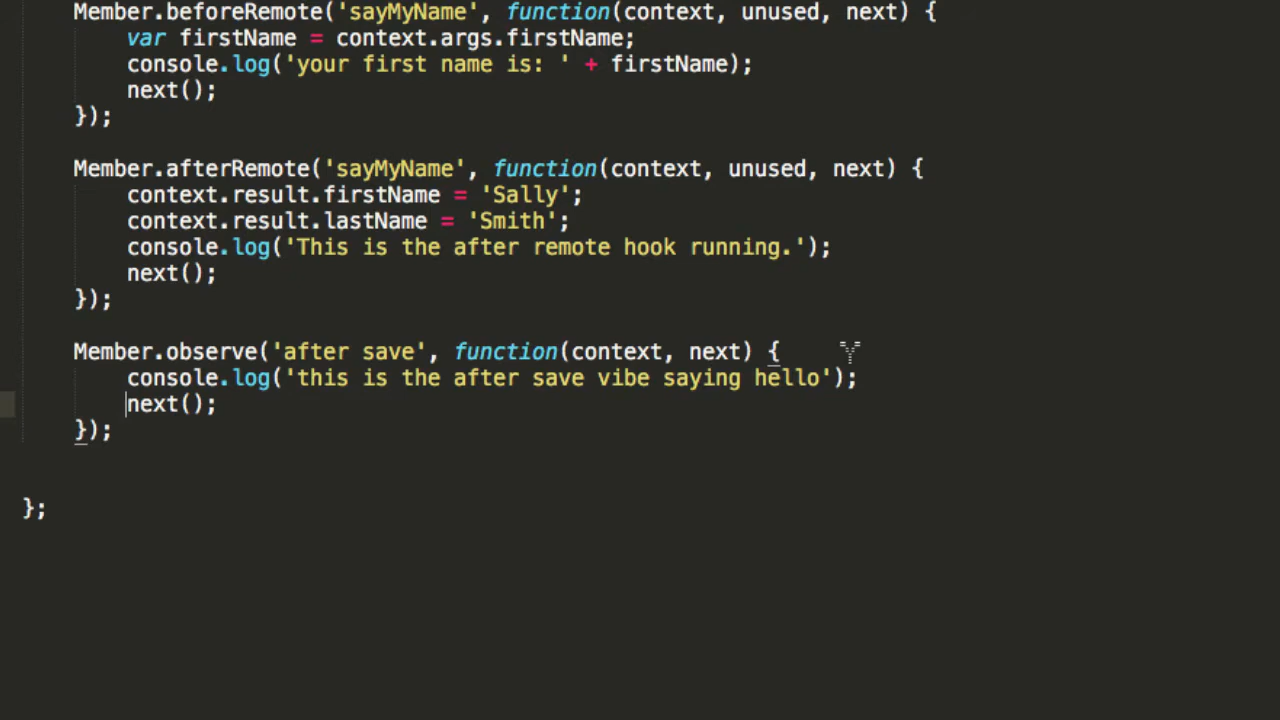 Member.beforeRemote('sayMyName', function(context, unused, next) {
var firstName = context.args.firstName;
console.log('your first name is: ' + firstName);
next();
});
Member.afterRemote('sayMyName', function(context, unused, next) {
context.result.firstName = 'Sally';
context.result.lastName = 'Smith';
console.log('This is the after remote hook running.');
next();
});
Member.observe('after save', function(context, next) {
console.log('this is the after save vibe saying hello');
next();
});
};